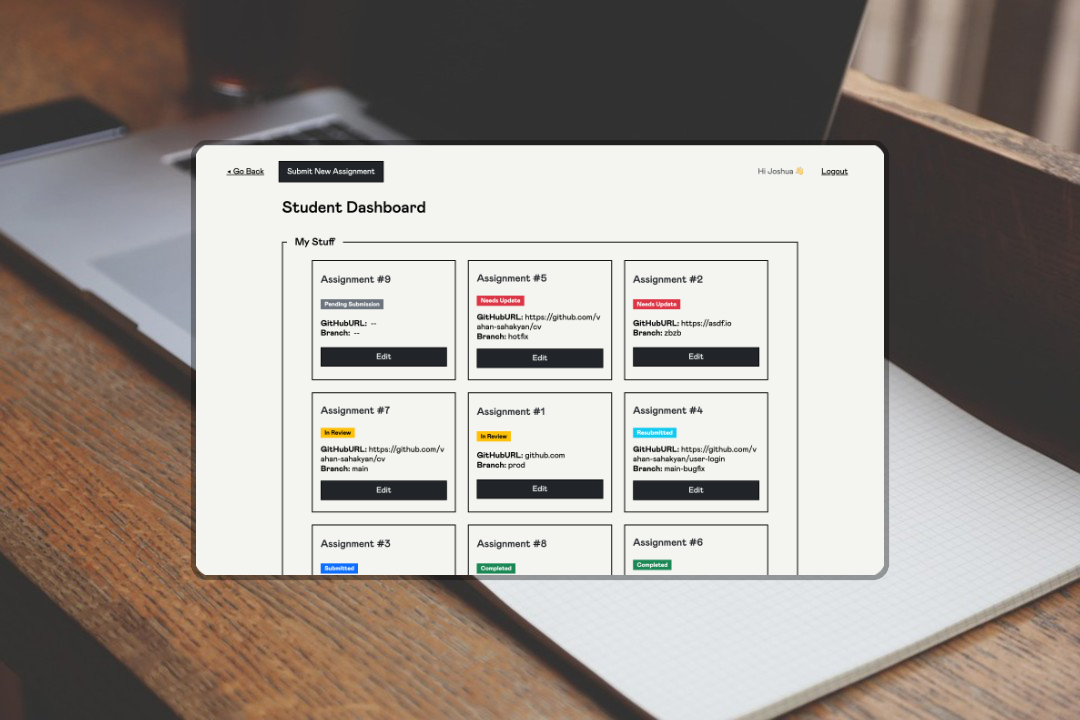 ◂ Go Back
Submit New Assignment
Hi Joshua 👋
Logout
Student Dashboard
My Stuff
Assignment #9
Pending Submission
GitHubURL: --
Branch: --
Edit
Assignment #5
Needs Update
GitHubURL: https://github.com/v
ahan-sahakyan/cv
Branch: hotfix
Edit
Assignment #2
Needs Update
GitHubURL: https://asdf.io
Branch: zbzb
Edit
Assignment #7
In Review
GitHubURL: https://github.com/v
ahan-sahakyan/cv
Branch: main
Edit
Assignment #1
In Review
GitHubURL: github.com
Branch: prod
Edit
Assignment #4
Resubmitted
GitHubURL: https://github.com/v
ahan-sahakyan/user-login
Branch: main-bugfix
Edit
Assignment #3
Submitted
Assignment #8
Completed
Assignment #6
Completed